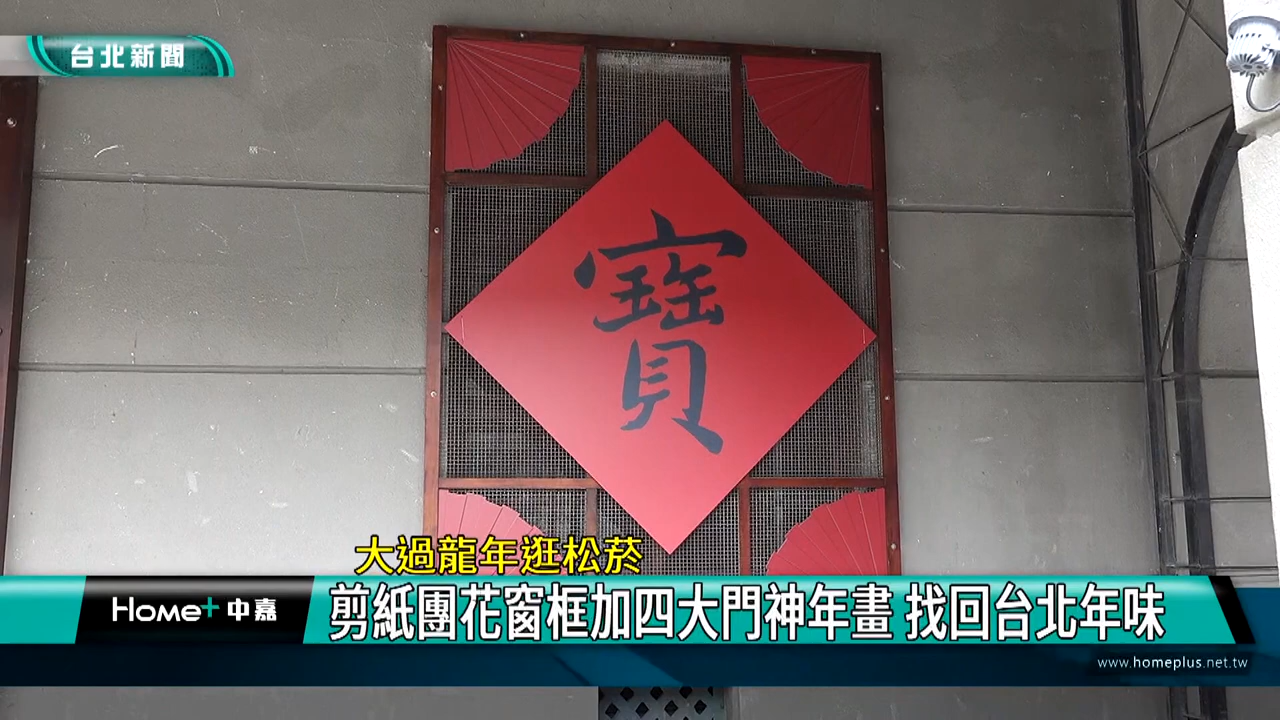 台北新聞
寶
大過龍年逛松菸
Home+中嘉
剪紙團花窗框加四大門神年畫 找回台北年味
www.homeplus.net.tw